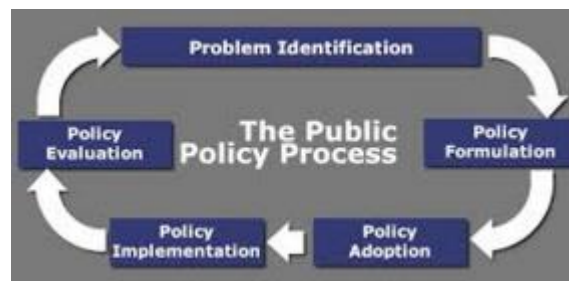 Problem Identification
The Public
Policy Process
Policy
Formulation
Policy
Adoption
Policy
Implementation
Policy
Evaluation